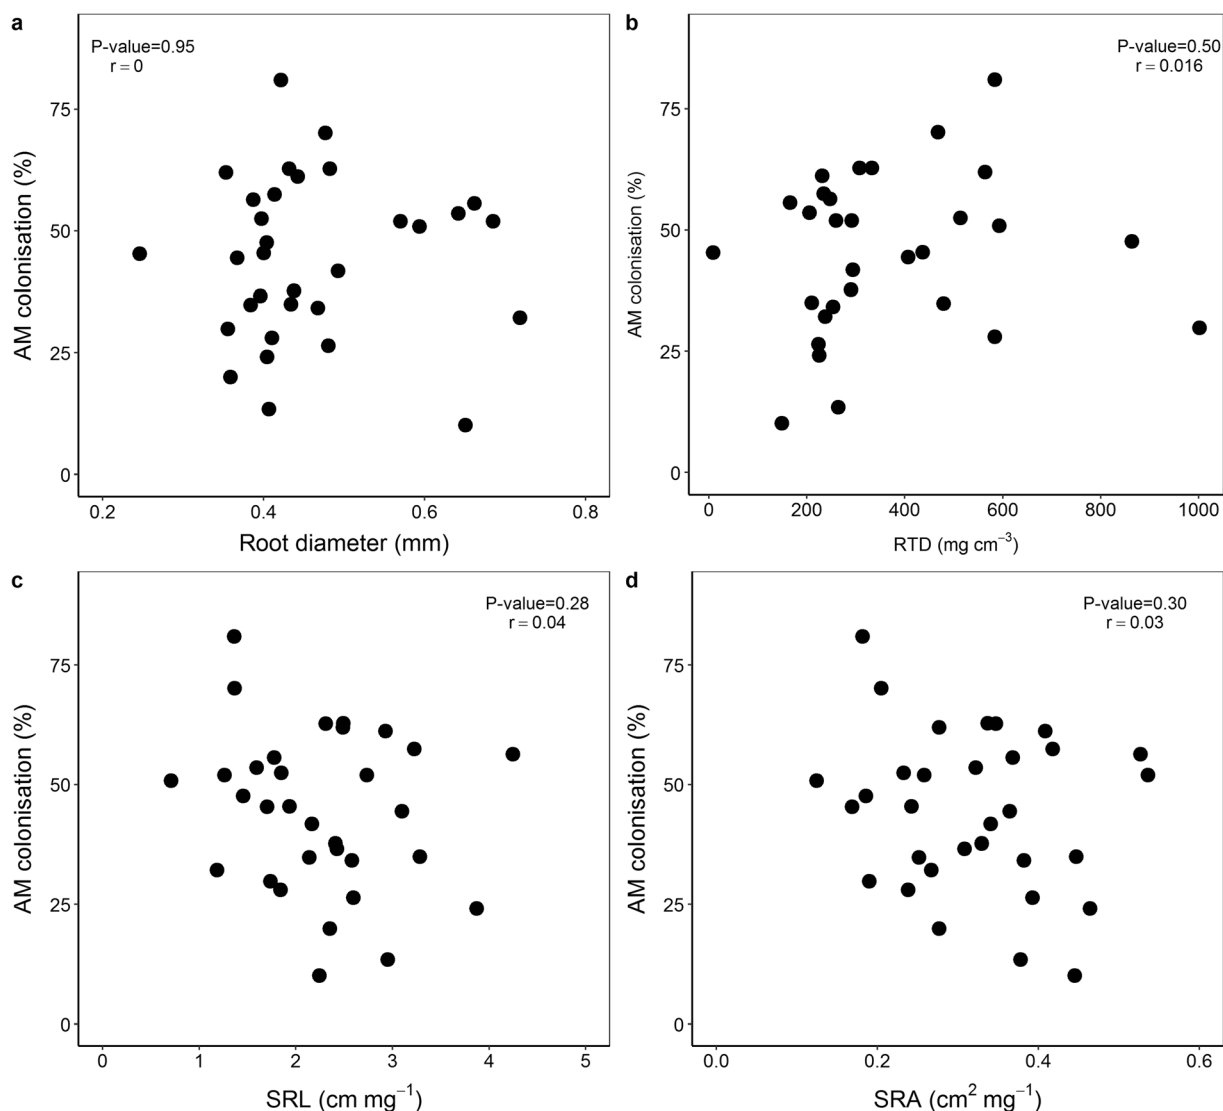 a
P-value=0.95
r = 0
AM colonisation (%)
75
50
25
0
0.2
0.4
0.6
0.8
Root diameter (mm)
b
P-value=0.50
r = 0.016
AM colonisation (%)
75
50
25
0
0
200
400
600
800
1000
RTD (mg cm⁻³)
c
P-value=0.28
r = 0.04
AM colonisation (%)
75
50
25
0
0
1
2
3
4
5
SRL (cm mg⁻¹)
d
P-value=0.30
r = 0.03
AM colonisation (%)
75
50
25
0
0.0
0.2
0.4
0.6
SRA (cm² mg⁻¹)